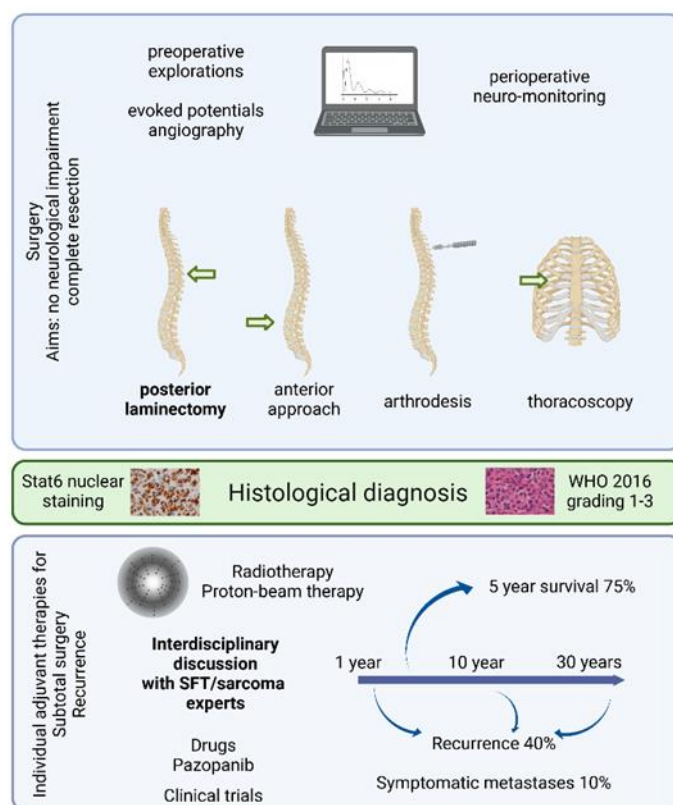 Surgery
Aims: no neurological impairment
complete resection
preoperative
explorations
evoked potentials
angiography
perioperative
neuro-monitoring
posterior
laminectomy
anterior
approach
arthrodesis
thoracoscopy
Stat6 nuclear
staining
Histological diagnosis
WHO 2016
grading 1-3
Individual adjuvant therapies for
Subtotal surgery
Recurrence
Radiotherapy
Proton-beam therapy
Interdisciplinary
discussion
with SFT/sarcoma
experts
Drugs
Pazopanib
Clinical trials
5 year survival 75%
1 year
10 year
30 years
Recurrence 40%
Symptomatic metastases 10%